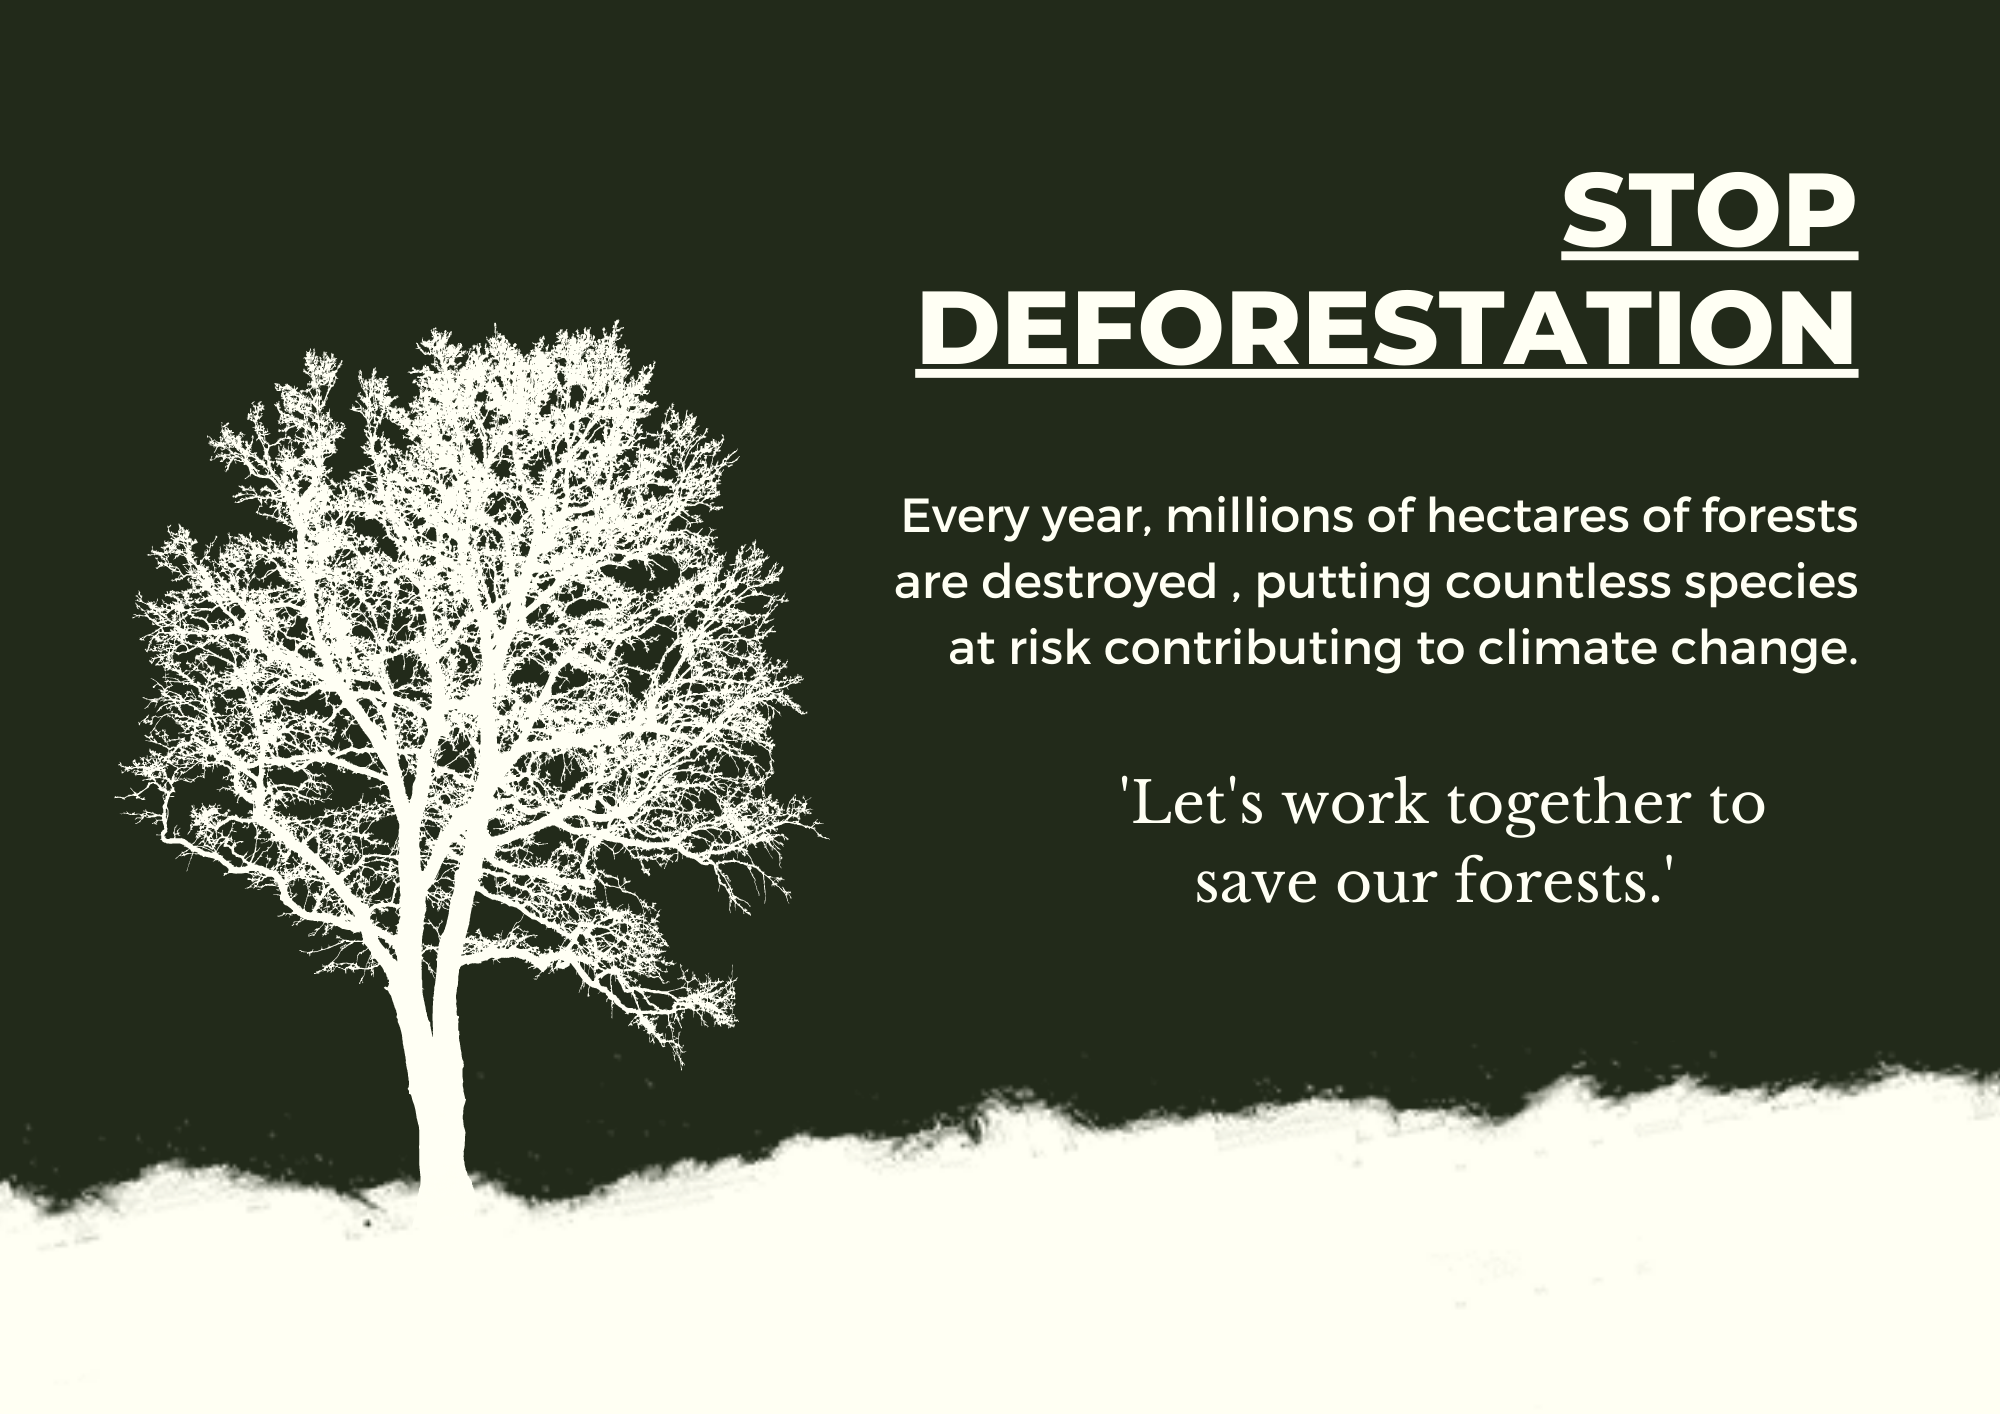 STOP
DEFORESTATION
Every year, millions of hectares of forests
are destroyed , putting countless species
at risk contributing to climate change.
'Let's work together to
save our forests.'